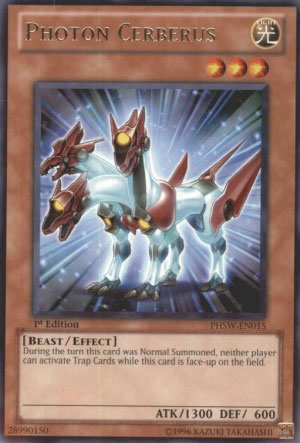 PHOTON CERBERUS
LIGHT
光
1st Edition
PHSW-EN015
[BEAST / EFFECT]
During the turn this card was Normal Summoned, neither player
can activate Trap Cards while this card is face-up on the field.
ATK/1300 DEF/ 600
28990150
©1996 KAZUKI TAKAHASHI